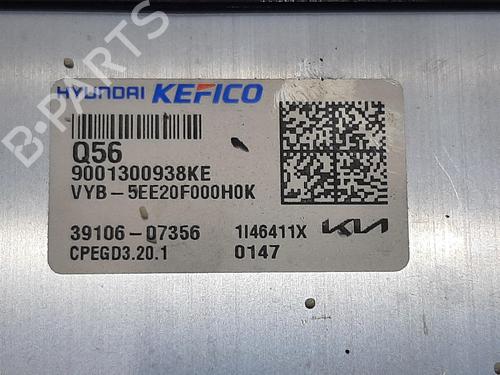 B-PARTS
HYUNDAI KEFICO
Q56
9001300938KE
VYB-5EE20F000H0K
39106-07356 1I46411X KIA
CPEGD3.20.1 0147